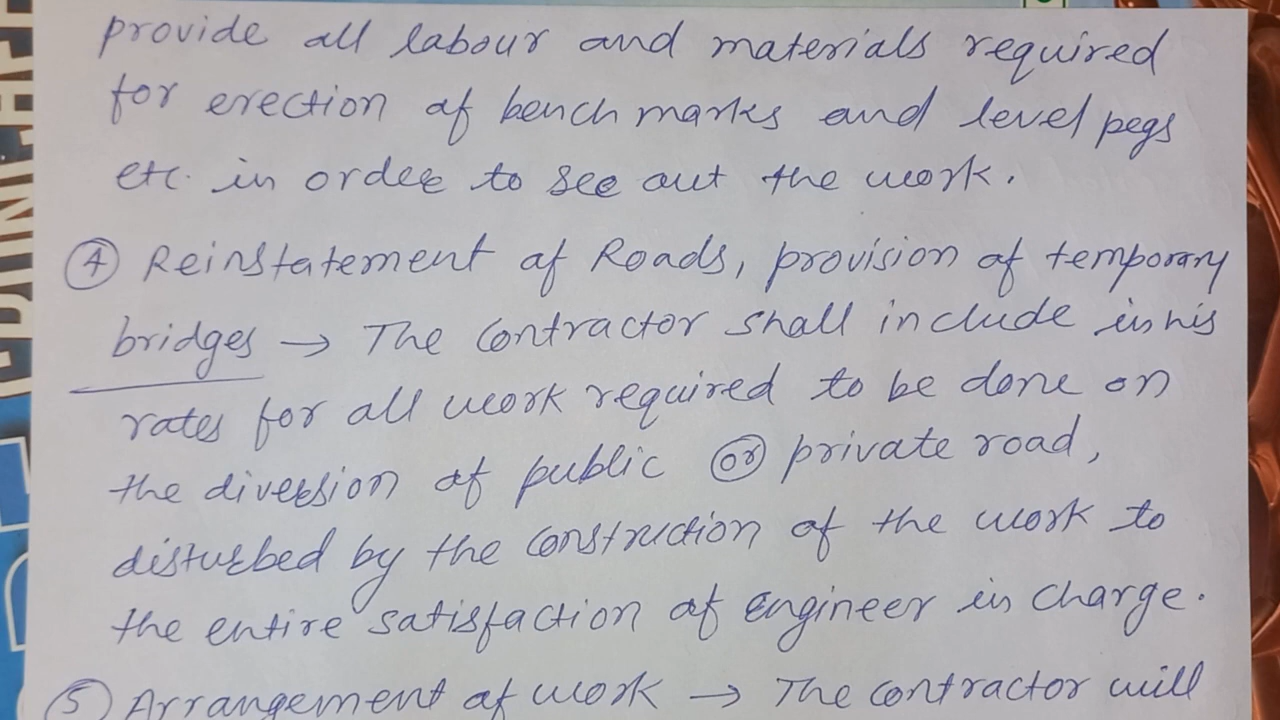 provide all labour and materials required
for erection of bench marks and level pegs
etc. in order to see out the work.
④ Reinstatement of Roads, provision of temporary
bridges → The contractor shall include in his
rates for all work required to be done on
the diversion of public or private road,
disturbed by the construction of the work to
the entire satisfaction of Engineer in charge.
⑤ Arrangement of work → The contractor will